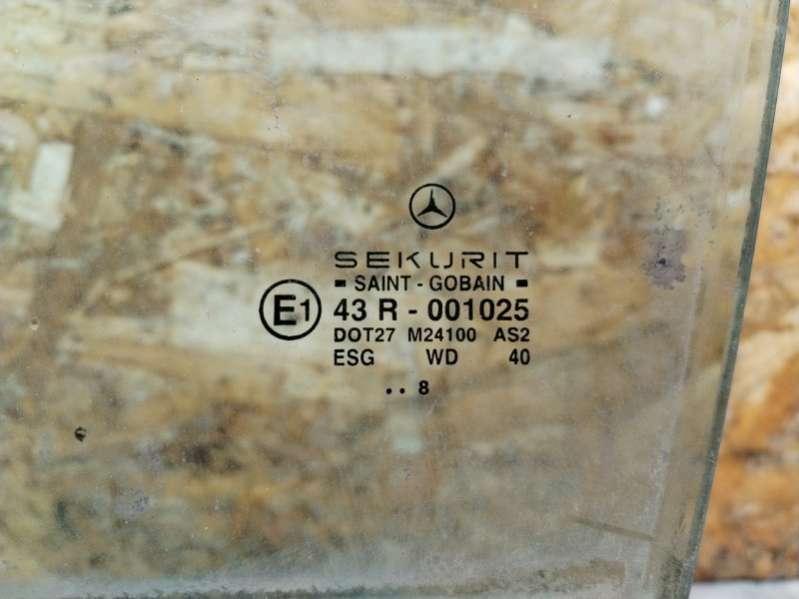 SEKURIT
SAINT - GOBAIN
E1 43 R - 001025
DOT27 M24100 AS2
ESG WD 40
.. 8